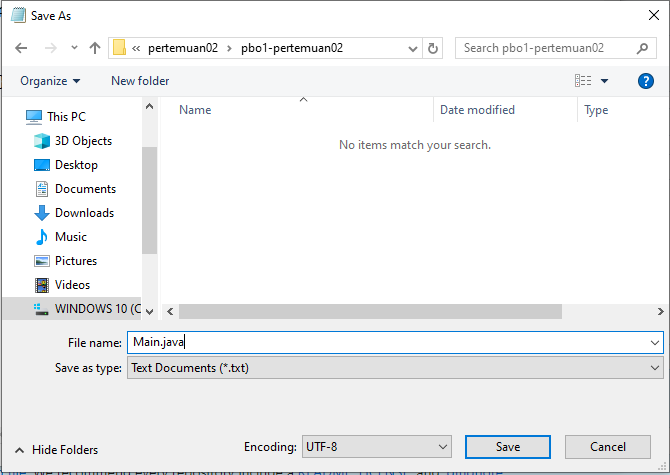 Save As
« pertemuan02 > pbo1-pertemuan02
Search pbo1-pertemuan02
Organize
New folder
?
Name
Date modified
Type
No items match your search.
This PC
3D Objects
Desktop
Documents
Downloads
Music
Pictures
Videos
WINDOWS 10 (C
File name: Main.java
Save as type: Text Documents (*.txt)
Hide Folders
Encoding: UTF-8
Save
Cancel